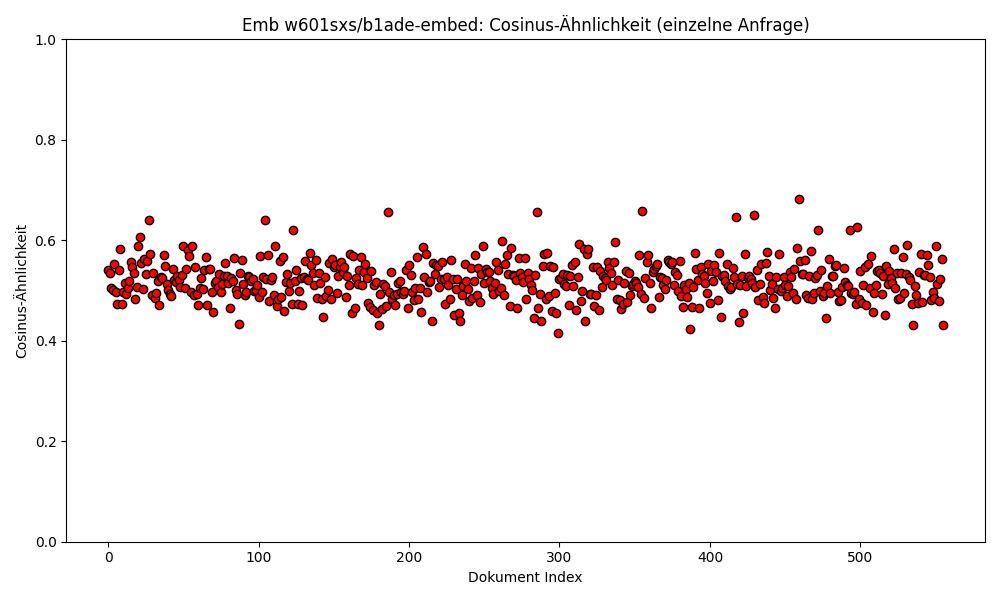 Emb w601sxs/b1ade-embed: Cosinus-Ähnlichkeit (einzelne Anfrage)
1.0
0.8
0.6
0.4
0.2
0.0
Cosinus-Ähnlichkeit
0 100 200 300 400 500
Dokument Index